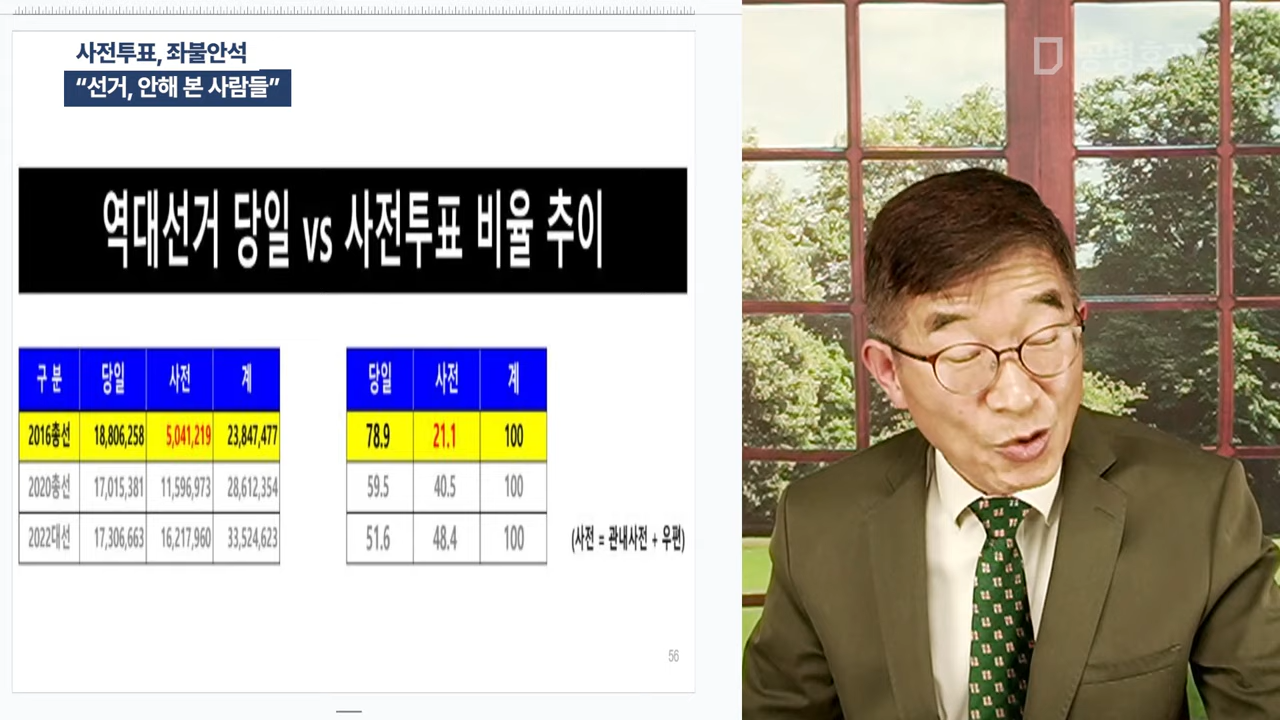 사전투표, 좌불안석
“선거, 안해 본 사람들”
공병호TV
역대선거 당일 vs 사전투표 비율 추이
구 분 당일 사전 계
2016총선 18,806,258 5,041,219 23,847,477
2020총선 17,015,381 11,596,973 28,612,354
2022대선 17,306,663 16,217,960 33,524,623
당일 사전 계
78.9 21.1 100
59.5 40.5 100
51.6 48.4 100
(사전 = 관내사전 + 우편)
56